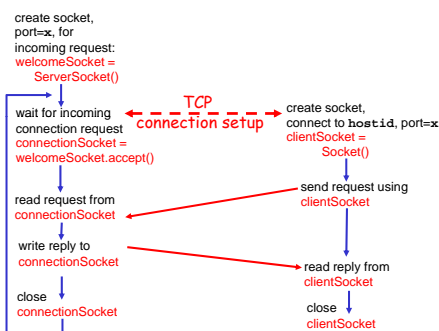 create socket,
port=x, for
incoming request:
welcomeSocket =
ServerSocket()
wait for incoming
connection request
connectionSocket =
welcomeSocket.accept()
read request from
connectionSocket
write reply to
connectionSocket
close
connectionSocket
TCP
connection setup
create socket,
connect to hostid, port=x
clientSocket =
Socket()
send request using
clientSocket
read reply from
clientSocket
close
clientSocket